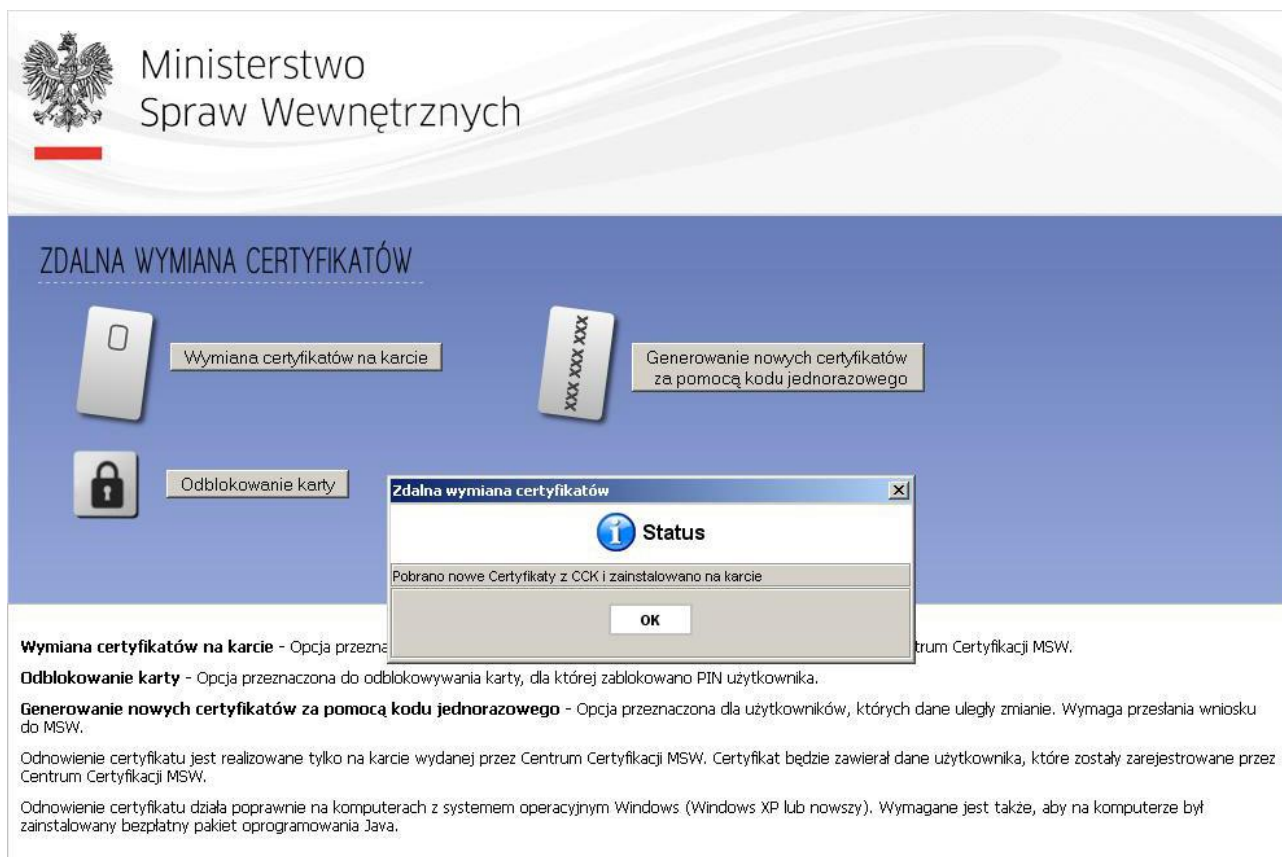 Ministerstwo
Spraw Wewnętrznych
ZDALNA WYMIANA CERTYFIKATÓW
Wymiana certyfikatów na karcie
XXX XXX XXX
Generowanie nowych certyfikatów
za pomocą kodu jednorazowego
Odblokowanie karty
Zdalna wymiana certyfikatów
Status
Pobrano nowe Certyfikaty z CCK i zainstalowano na karcie
OK
Wymiana certyfikatów na karcie - Opcja przezna trum Certyfikacji MSW.
Odblokowanie karty - Opcja przeznaczona do odblokowywania karty, dla której zablokowano PIN użytkownika.
Generowanie nowych certyfikatów za pomocą kodu jednorazowego - Opcja przeznaczona dla użytkowników, których dane uległy zmianie. Wymaga przesłania wniosku
do MSW.
Odnowienie certyfikatu jest realizowane tylko na karcie wydanej przez Centrum Certyfikacji MSW. Certyfikat będzie zawierał dane użytkownika, które zostały zarejestrowane przez
Centrum Certyfikacji MSW.
Odnowienie certyfikatu działa poprawnie na komputerach z systemem operacyjnym Windows (Windows XP lub nowszy). Wymagane jest także, aby na komputerze był
zainstalowany bezpłatny pakiet oprogramowania Java.